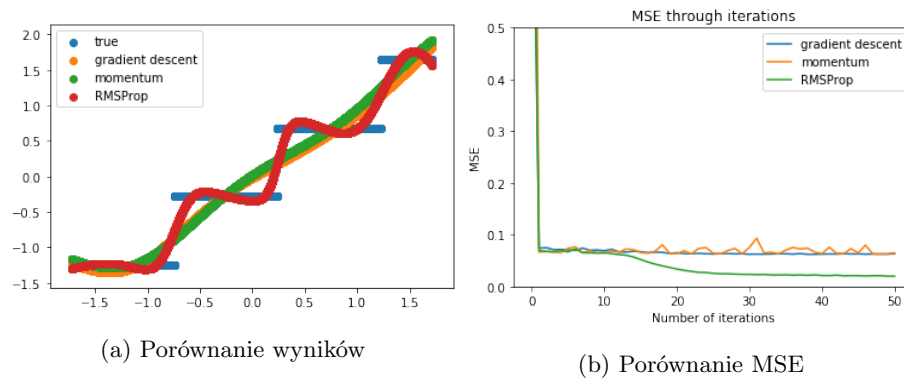 true
gradient descent
momentum
RMSProp
2.0
1.5
1.0
0.5
0.0
−0.5
−1.0
−1.5
−1.5 −1.0 −0.5 0.0 0.5 1.0 1.5
(a) Porównanie wyników
MSE through iterations
gradient descent
momentum
RMSProp
MSE
0.5
0.4
0.3
0.2
0.1
0.0
0 10 20 30 40 50
Number of iterations
(b) Porównanie MSE